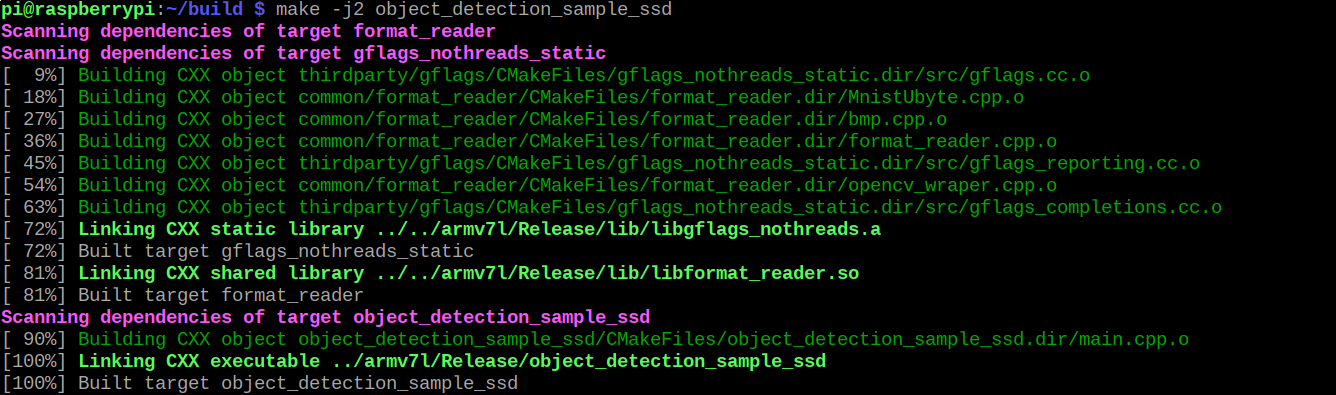 pi@raspberrypi:~/build $ make -j2 object_detection_sample_ssd
Scanning dependencies of target format_reader
Scanning dependencies of target gflags_nothreads_static
[  9%] Building CXX object thirdparty/gflags/CMakeFiles/gflags_nothreads_static.dir/src/gflags.cc.o
[ 18%] Building CXX object common/format_reader/CMakeFiles/format_reader.dir/MnistUbyte.cpp.o
[ 27%] Building CXX object common/format_reader/CMakeFiles/format_reader.dir/bmp.cpp.o
[ 36%] Building CXX object common/format_reader/CMakeFiles/format_reader.dir/format_reader.cpp.o
[ 45%] Building CXX object thirdparty/gflags/CMakeFiles/gflags_nothreads_static.dir/src/gflags_reporting.cc.o
[ 54%] Building CXX object common/format_reader/CMakeFiles/format_reader.dir/opencv_wraper.cpp.o
[ 63%] Building CXX object thirdparty/gflags/CMakeFiles/gflags_nothreads_static.dir/src/gflags_completions.cc.o
[ 72%] Linking CXX static library ../../armv7l/Release/lib/libgflags_nothreads.a
[ 72%] Built target gflags_nothreads_static
[ 81%] Linking CXX shared library ../../armv7l/Release/lib/libformat_reader.so
[ 81%] Built target format_reader
Scanning dependencies of target object_detection_sample_ssd
[ 90%] Building CXX object object_detection_sample_ssd/CMakeFiles/object_detection_sample_ssd.dir/main.cpp.o
[100%] Linking CXX executable ../armv7l/Release/object_detection_sample_ssd
[100%] Built target object_detection_sample_ssd